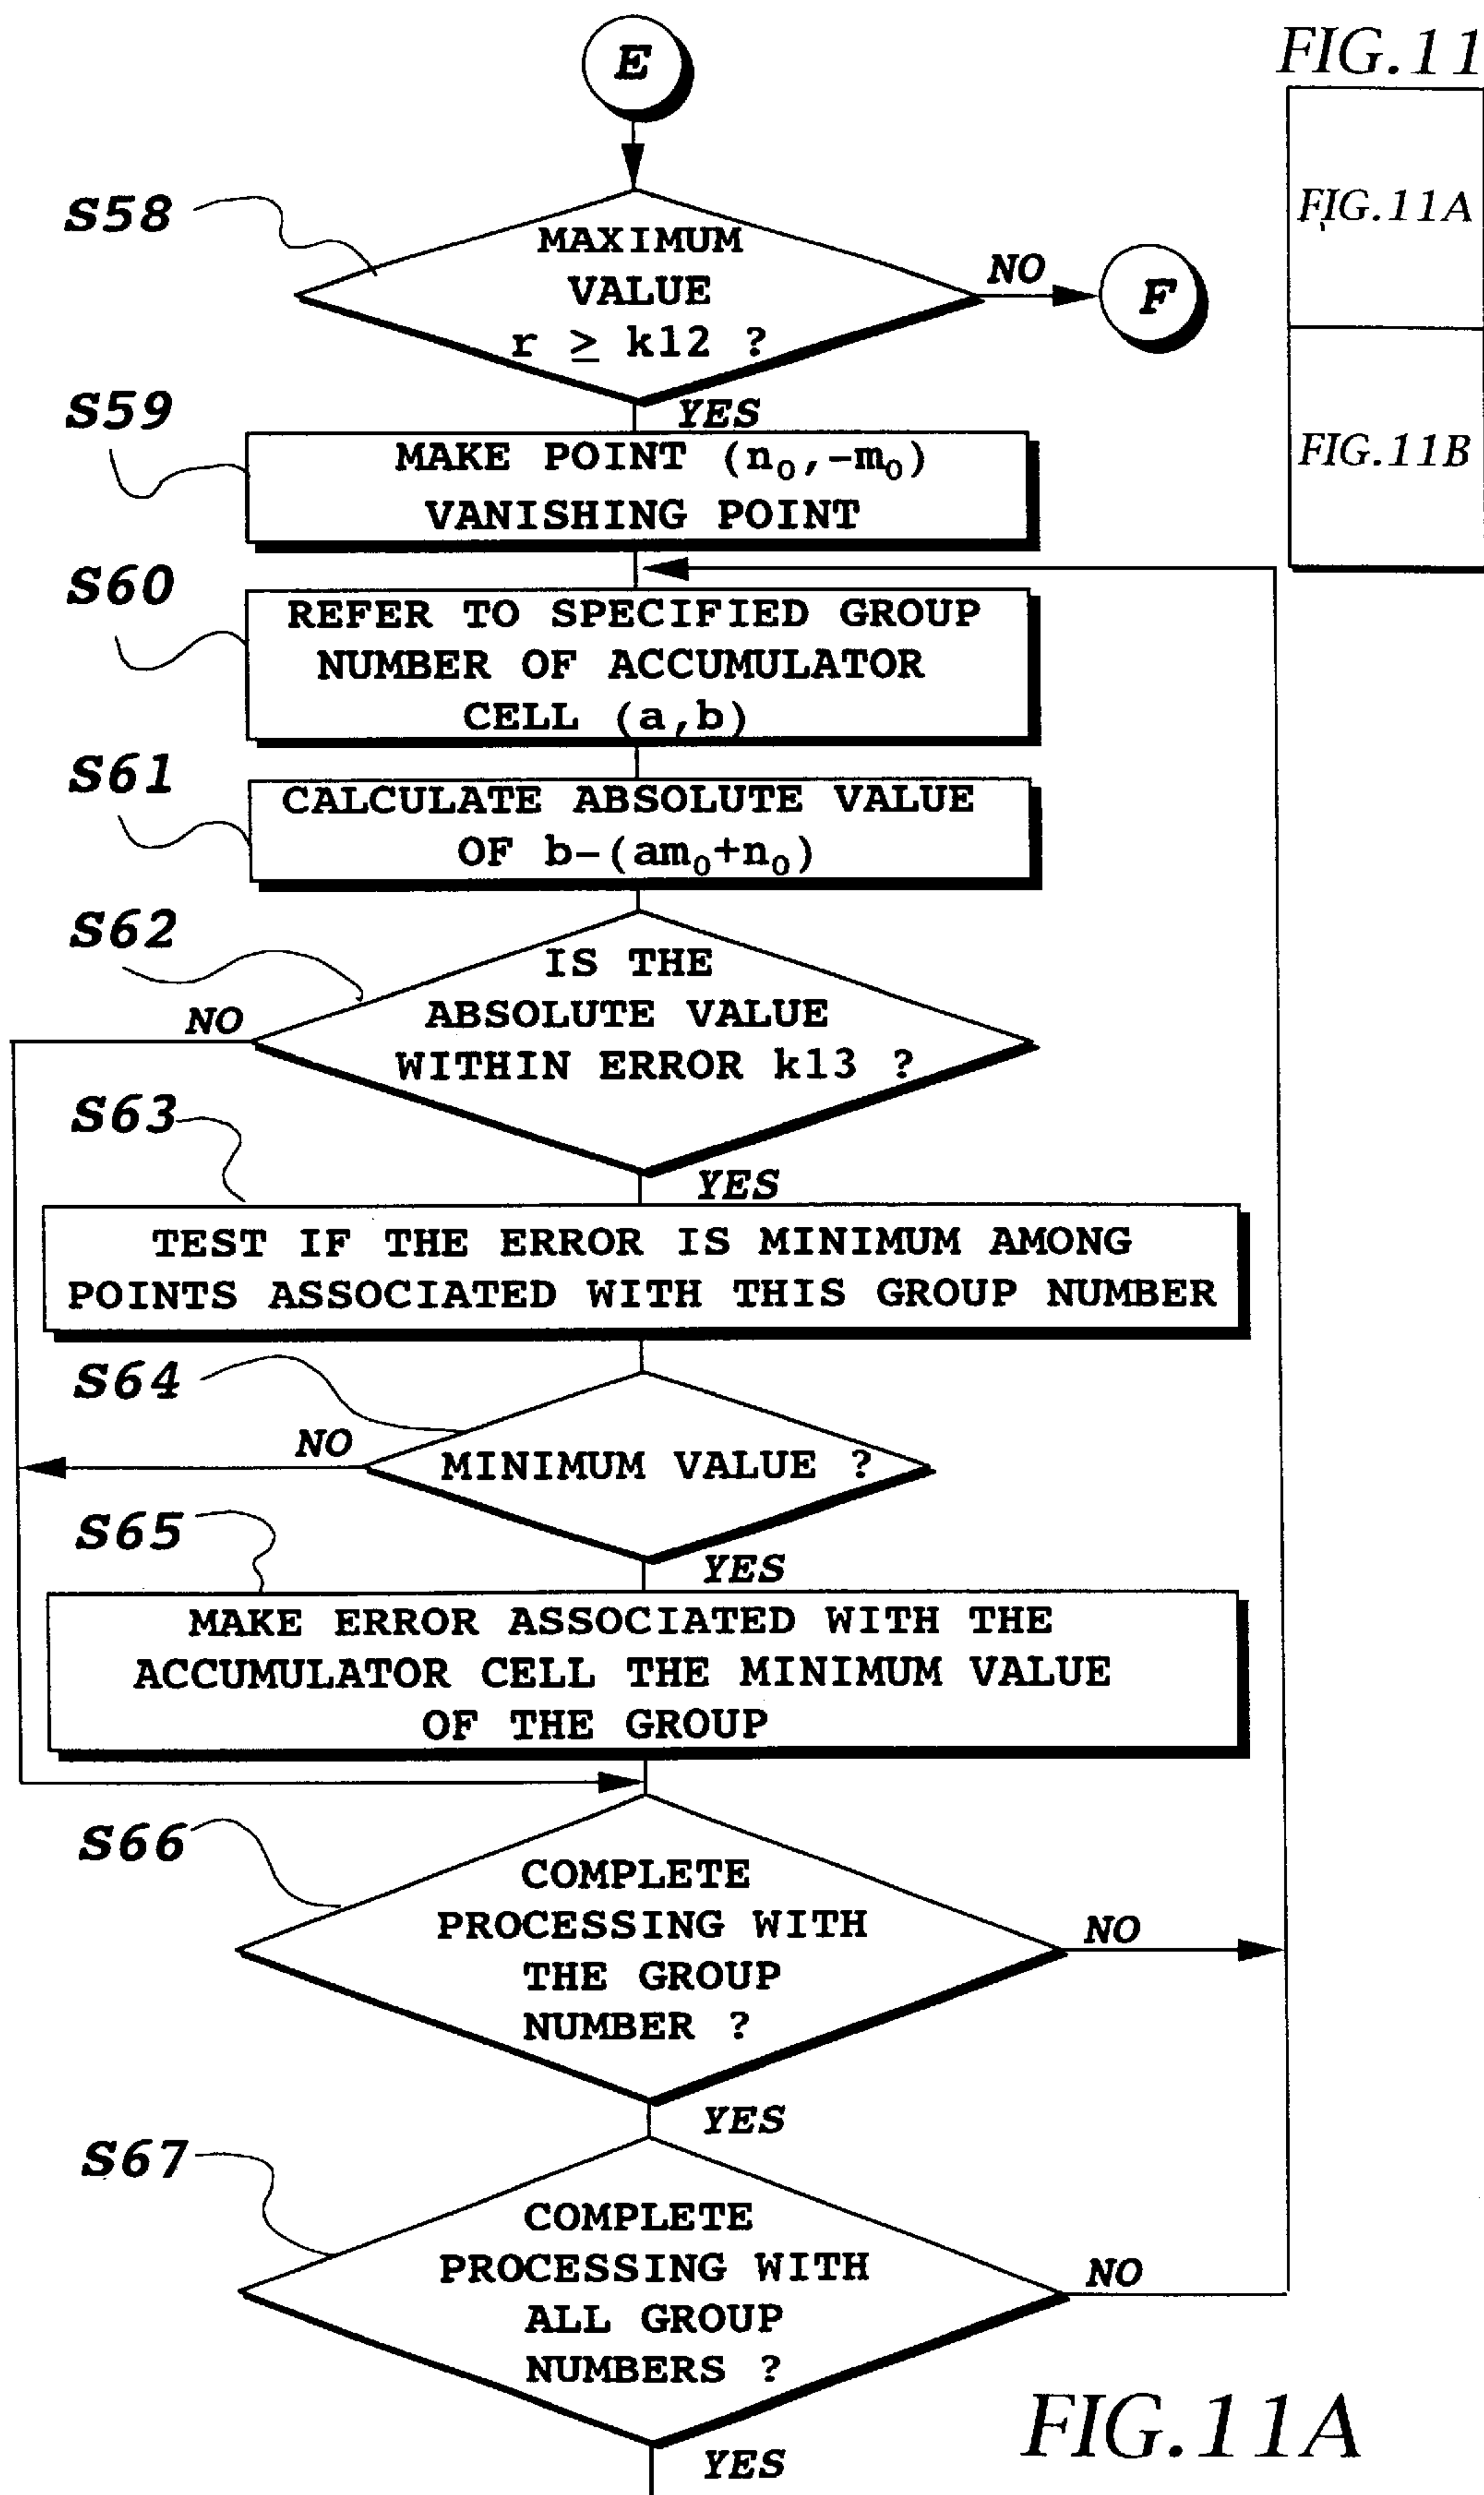 E
FIG.11
FIG.11A
FIG.11B
S58
MAXIMUM
VALUE
r ≥ k12 ?
NO
F
YES
S59
MAKE POINT (n₀,-m₀)
VANISHING POINT
S60
REFER TO SPECIFIED GROUP
NUMBER OF ACCUMULATOR
CELL (a,b)
S61
CALCULATE ABSOLUTE VALUE
OF b-(am₀+n₀)
S62
IS THE
ABSOLUTE VALUE
WITHIN ERROR k13 ?
NO
YES
S63
TEST IF THE ERROR IS MINIMUM AMONG
POINTS ASSOCIATED WITH THIS GROUP NUMBER
S64
NO
MINIMUM VALUE ?
YES
S65
MAKE ERROR ASSOCIATED WITH THE
ACCUMULATOR CELL THE MINIMUM VALUE
OF THE GROUP
S66
COMPLETE
PROCESSING WITH
THE GROUP
NUMBER ?
NO
YES
S67
COMPLETE
PROCESSING WITH
ALL GROUP
NUMBERS ?
NO
YES
FIG.11A